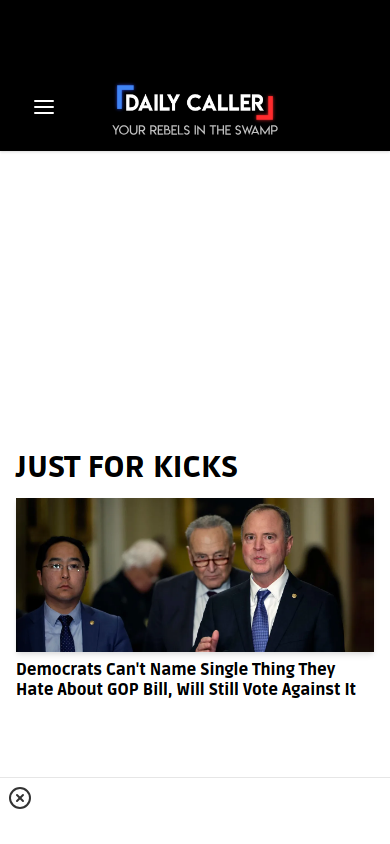 DAILY CALLER
YOUR REBELS IN THE SWAMP
JUST FOR KICKS
Democrats Can't Name Single Thing They
Hate About GOP Bill, Will Still Vote Against It